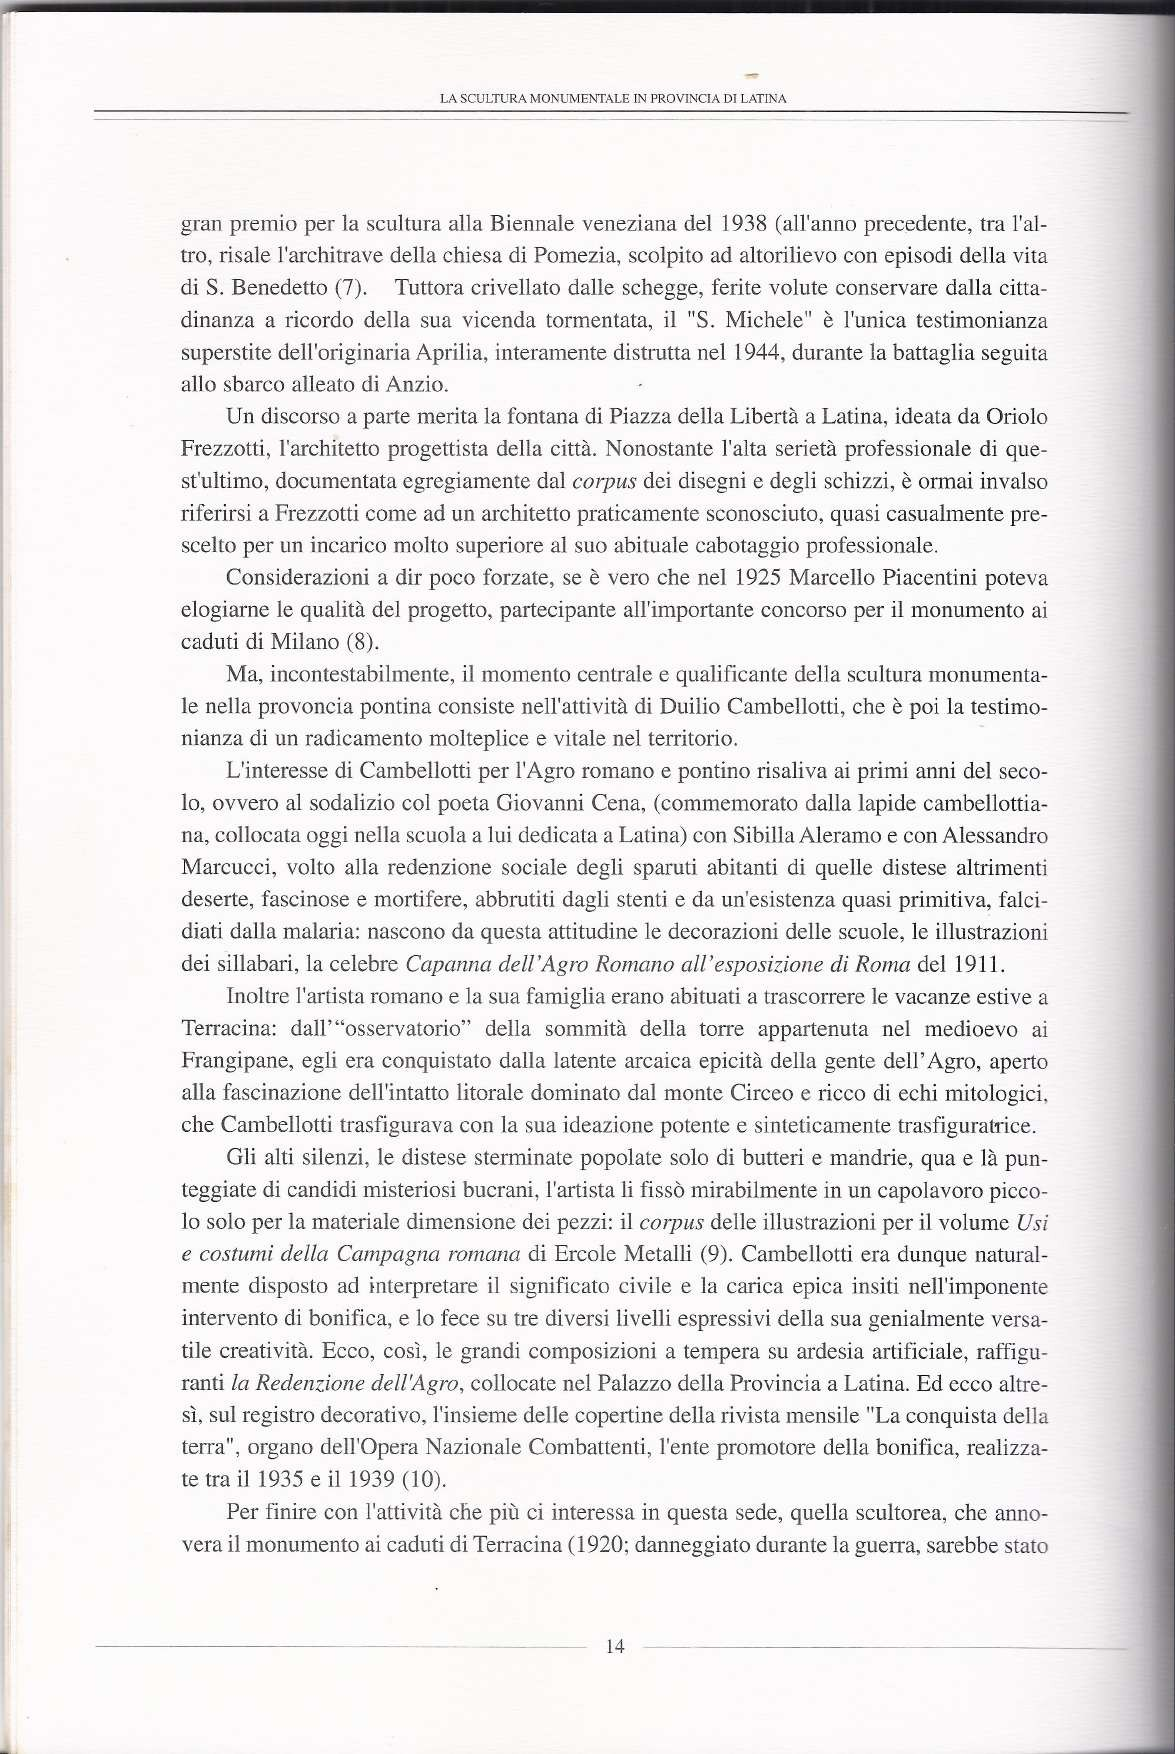 LA SCULTURA MONUMENTALE IN PROVINCIA DI LATINA
gran premio per la scultura alla Biennale veneziana del 1938 (all'anno precedente, tra l'al-
tro, risale l'architrave della chiesa di Pomezia, scolpito ad altorilievo con episodi della vita
di S. Benedetto (7). Tuttora crivellato dalle schegge, ferite volute conservare dalla citta-
dinanza a ricordo della sua vicenda tormentata, il "S. Michele" è l'unica testimonianza
superstite dell'originaria Aprilia, interamente distrutta nel 1944, durante la battaglia seguita
allo sbarco alleato di Anzio.
Un discorso a parte merita la fontana di Piazza della Libertà a Latina, ideata da Oriolo
Frezzotti, l'architetto progettista della città. Nonostante l'alta serietà professionale di que-
st'ultimo, documentata egregiamente dal corpus dei disegni e degli schizzi, è ormai invalso
riferirsi a Frezzotti come ad un architetto praticamente sconosciuto, quasi casualmente pre-
scelto per un incarico molto superiore al suo abituale cabotaggio professionale.
Considerazioni a dir poco forzate, se è vero che nel 1925 Marcello Piacentini poteva
elogiarne le qualità del progetto, partecipante all'importante concorso per il monumento ai
caduti di Milano (8).
Ma, incontestabilmente, il momento centrale e qualificante della scultura monumenta-
le nella provoncia pontina consiste nell'attività di Duilio Cambellotti, che è poi la testimo-
nianza di un radicamento molteplice e vitale nel territorio.
L'interesse di Cambellotti per l'Agro romano e pontino risaliva ai primi anni del seco-
lo, ovvero al sodalizio col poeta Giovanni Cena, (commemorato dalla lapide cambellottia-
na, collocata oggi nella scuola a lui dedicata a Latina) con Sibilla Aleramo e con Alessandro
Marcucci, volto alla redenzione sociale degli sparuti abitanti di quelle distese altrimenti
deserte, fascinose e mortifere, abbrutiti dagli stenti e da un'esistenza quasi primitiva, falci-
diati dalla malaria: nascono da questa attitudine le decorazioni delle scuole, le illustrazioni
dei sillabari, la celebre Capanna dell'Agro Romano all'esposizione di Roma del 1911.
Inoltre l'artista romano e la sua famiglia erano abituati a trascorrere le vacanze estive a
Terracina: dall'“osservatorio” della sommità della torre appartenuta nel medioevo ai
Frangipane, egli era conquistato dalla latente arcaica epicità della gente dell'Agro, aperto
alla fascinazione dell'intatto litorale dominato dal monte Circeo e ricco di echi mitologici,
che Cambellotti trasfigurava con la sua ideazione potente e sinteticamente trasfiguratrice.
Gli alti silenzi, le distese sterminate popolate solo di butteri e mandrie, qua e là pun-
teggiate di candidi misteriosi bucrani, l'artista li fissò mirabilmente in un capolavoro picco-
lo solo per la materiale dimensione dei pezzi: il corpus delle illustrazioni per il volume Usi
e costumi della Campagna romana di Ercole Metalli (9). Cambellotti era dunque natural-
mente disposto ad interpretare il significato civile e la carica epica insiti nell'imponente
intervento di bonifica, e lo fece su tre diversi livelli espressivi della sua genialmente versa-
tile creatività. Ecco, così, le grandi composizioni a tempera su ardesia artificiale, raffigu-
ranti la Redenzione dell'Agro, collocate nel Palazzo della Provincia a Latina. Ed ecco altre-
sì, sul registro decorativo, l'insieme delle copertine della rivista mensile "La conquista della
terra", organo dell'Opera Nazionale Combattenti, l'ente promotore della bonifica, realizza-
te tra il 1935 e il 1939 (10).
Per finire con l'attività che più ci interessa in questa sede, quella scultorea, che anno-
vera il monumento ai caduti di Terracina (1920; danneggiato durante la guerra, sarebbe stato
14